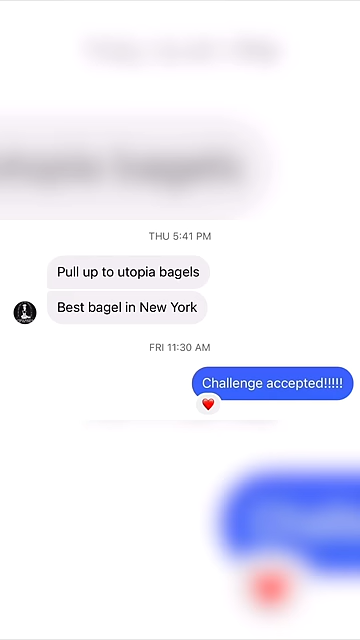 THU 5:41 PM
Pull up to utopia bagels
Best bagel in New York
FRI 11:30 AM
Challenge accepted!!!!!